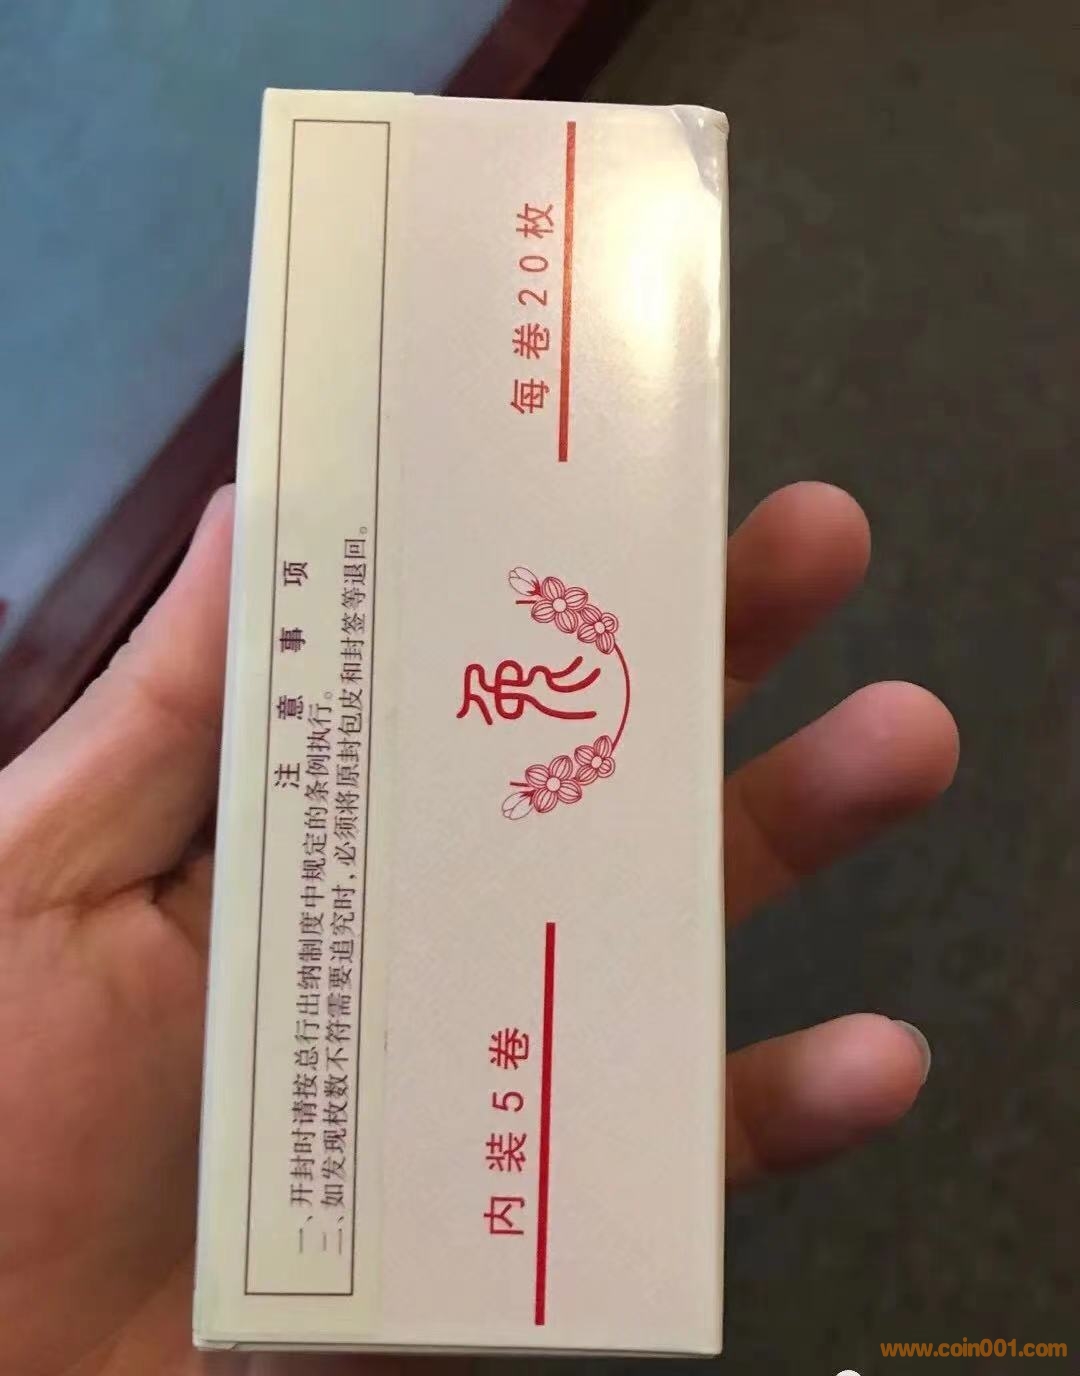 注意事项
一、开封时请按总行出纳制度中规定的条例执行。
二、如发现枚数不符需要追究时,必须将原封包皮和封签等退回。
内装5卷
每卷20枚
www.coin001.com